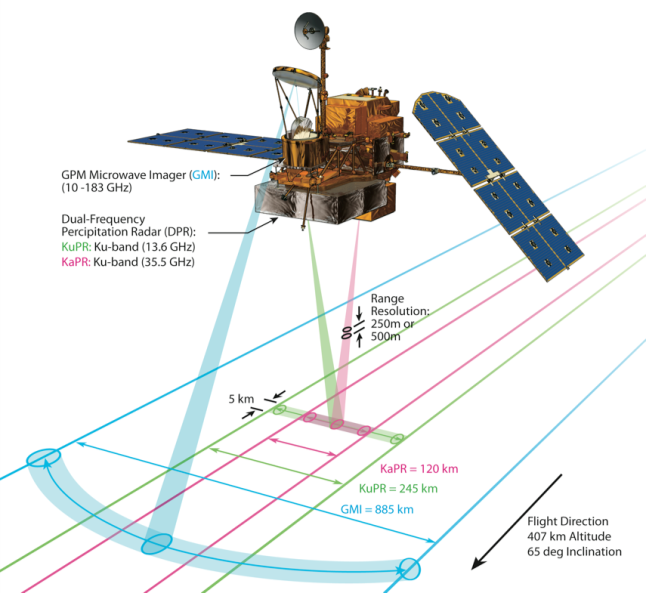 GPM Microwave Imager (GMI):
(10 -183 GHz)
Dual-Frequency
Percipitation Radar (DPR):
KuPR: Ku-band (13.6 GHz)
KaPR: Ku-band (35.5 GHz)
Range
Resolution:
250m or
500m
5 km
KaPR = 120 km
KuPR = 245 km
GMI = 885 km
Flight Direction
407 km Altitude
65 deg Inclination